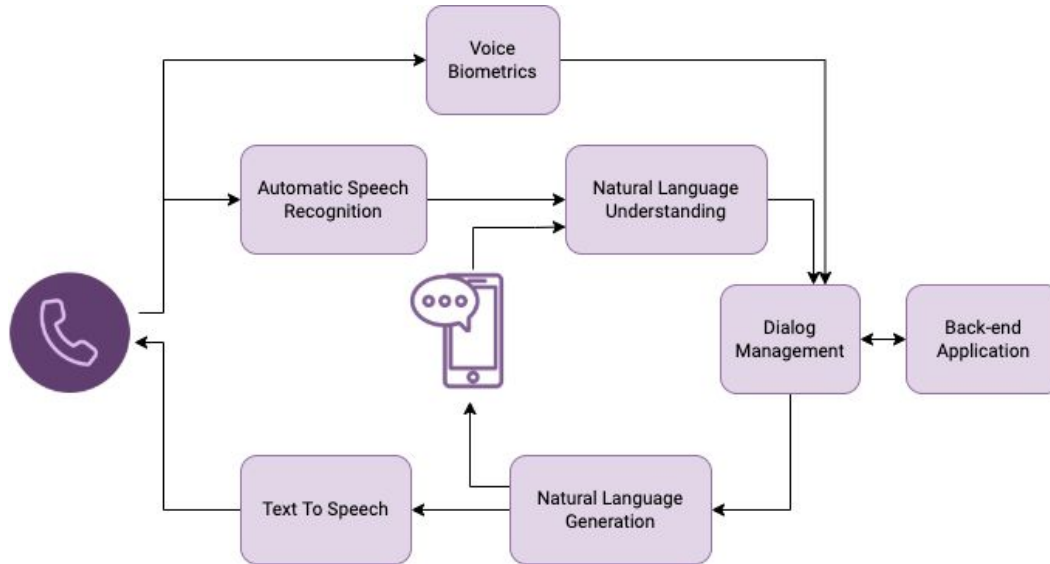 Voice
Biometrics
Automatic Speech
Recognition
Natural Language
Understanding
Dialog
Management
Back-end
Application
Text To Speech
Natural Language
Generation